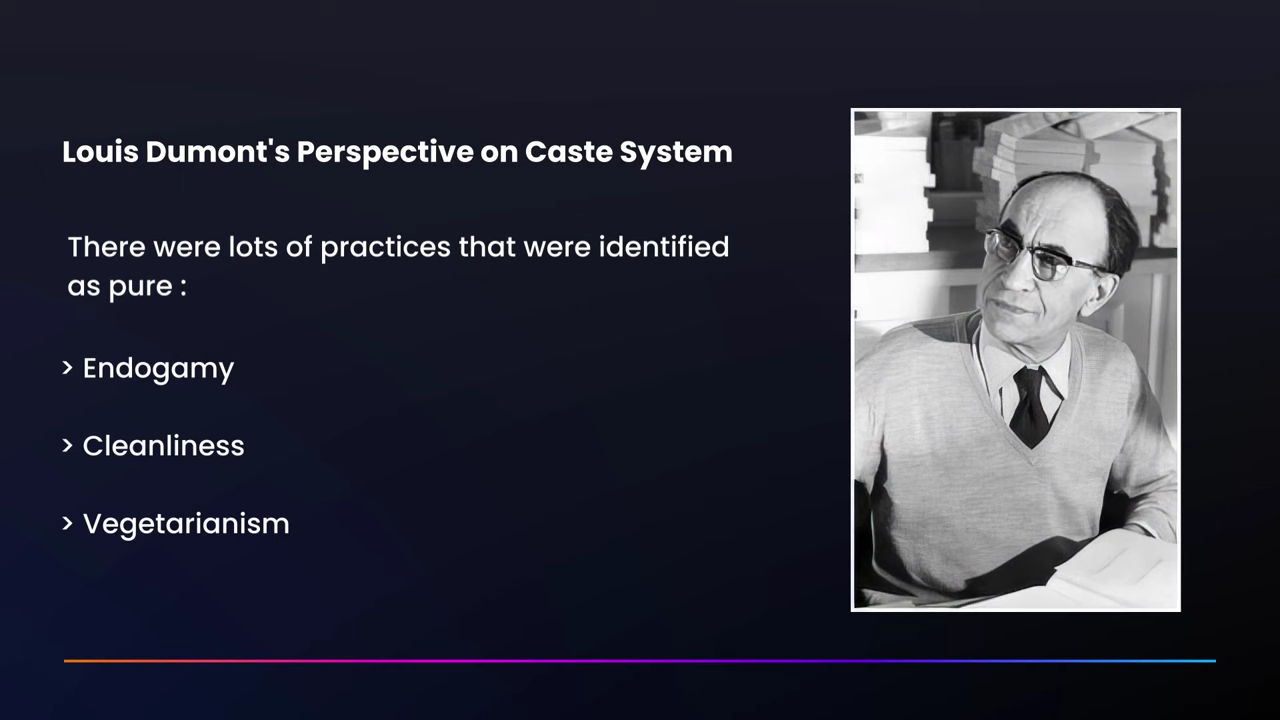 Louis Dumont's Perspective on Caste System
There were lots of practices that were identified
as pure :
> Endogamy
> Cleanliness
> Vegetarianism